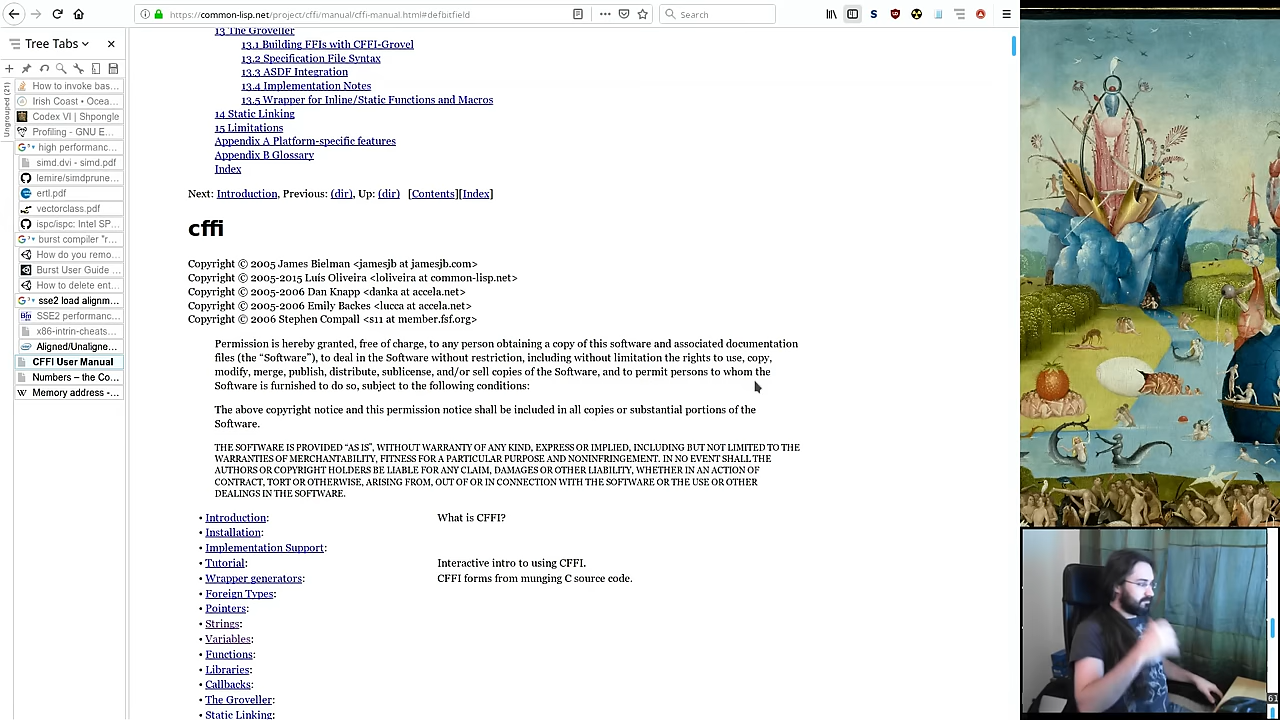 https://common-lisp.net/project/cffi/manual/cffi-manual.html#defbitfield
Search
Tree Tabs
Ungrouped (21)
How to invoke bas...
Irish Coast • Ocea...
Codex VI | Shpongle
Profiling - GNU E...
high performanc...
simd.dvi - simd.pdf
lemire/simdprune...
ertl.pdf
vectorclass.pdf
ispc/ispc: Intel SP...
burst compiler "r...
How do you remo...
Burst User Guide ...
How to delete ent...
sse2 load alignm...
SSE2 performanc...
x86-intrin-cheats...
Aligned/Unaligne...
CFFI User Manual
Numbers – the Co...
Memory address -...
13 The Groveller
13.1 Building FFIs with CFFI-Grovel
13.2 Specification File Syntax
13.3 ASDF Integration
13.4 Implementation Notes
13.5 Wrapper for Inline/Static Functions and Macros
14 Static Linking
15 Limitations
Appendix A Platform-specific features
Appendix B Glossary
Index
Next: Introduction, Previous: (dir), Up: (dir) [Contents][Index]
cffi
Copyright © 2005 James Bielman <jamesjb at jamesjb.com>
Copyright © 2005-2015 Luís Oliveira <loliveira at common-lisp.net>
Copyright © 2005-2006 Dan Knapp <danka at accela.net>
Copyright © 2005-2006 Emily Backes <lucca at accela.net>
Copyright © 2006 Stephen Compall <s11 at member.fsf.org>
Permission is hereby granted, free of charge, to any person obtaining a copy of this software and associated documentation
files (the “Software”), to deal in the Software without restriction, including without limitation the rights to use, copy,
modify, merge, publish, distribute, sublicense, and/or sell copies of the Software, and to permit persons to whom the
Software is furnished to do so, subject to the following conditions:
The above copyright notice and this permission notice shall be included in all copies or substantial portions of the
Software.
THE SOFTWARE IS PROVIDED “AS IS”, WITHOUT WARRANTY OF ANY KIND, EXPRESS OR IMPLIED, INCLUDING BUT NOT LIMITED TO THE
WARRANTIES OF MERCHANTABILITY, FITNESS FOR A PARTICULAR PURPOSE AND NONINFRINGEMENT. IN NO EVENT SHALL THE
AUTHORS OR COPYRIGHT HOLDERS BE LIABLE FOR ANY CLAIM, DAMAGES OR OTHER LIABILITY, WHETHER IN AN ACTION OF
CONTRACT, TORT OR OTHERWISE, ARISING FROM, OUT OF OR IN CONNECTION WITH THE SOFTWARE OR THE USE OR OTHER
DEALINGS IN THE SOFTWARE.
• Introduction: What is CFFI?
• Installation:
• Implementation Support:
• Tutorial: Interactive intro to using CFFI.
• Wrapper generators: CFFI forms from munging C source code.
• Foreign Types:
• Pointers:
• Strings:
• Variables:
• Functions:
• Libraries:
• Callbacks:
• The Groveller:
• Static Linking:
61